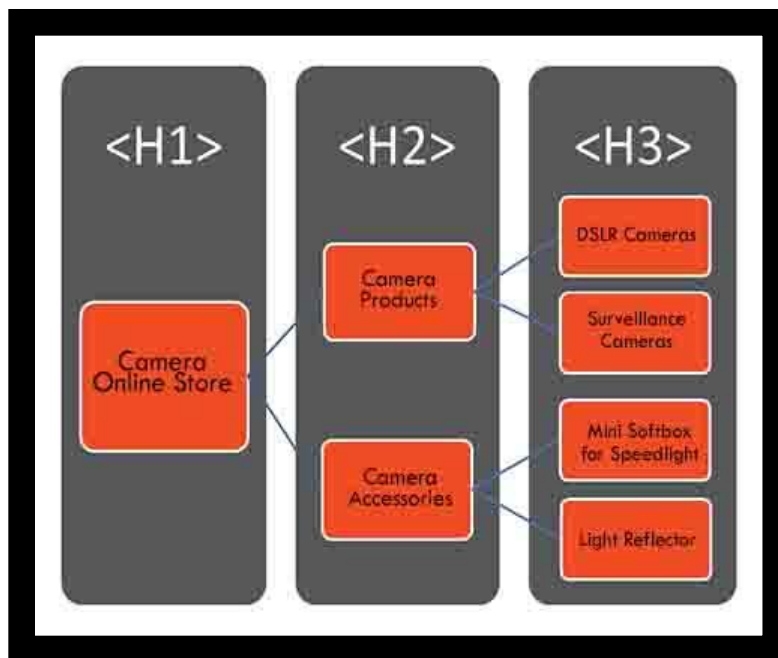 <H1>
<H2>
<H3>
Camera
Online Store
Camera
Products
Camera
Accessories
DSLR Cameras
Surveillance
Cameras
Mini Softbox
for Speedlight
Light Reflector